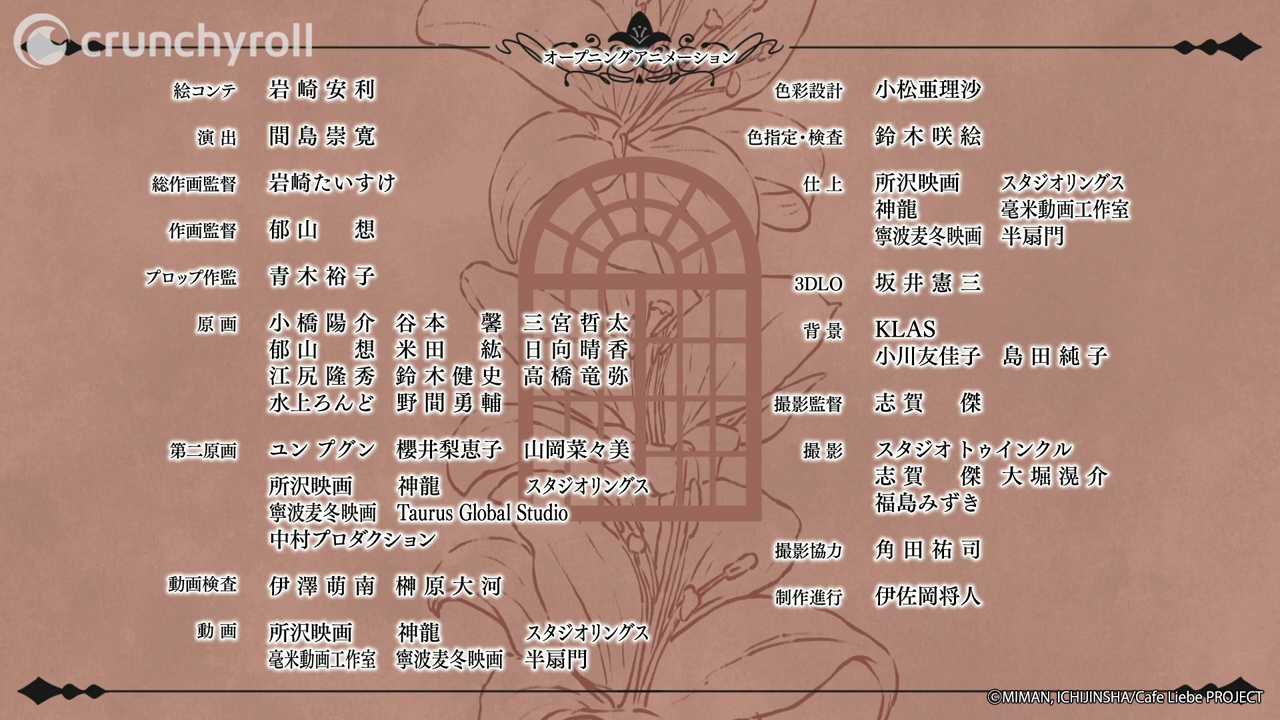 crunchyroll
オープニングアニメーション
絵コンテ 岩崎安利
演出 間島崇寛
総作画監督 岩崎たいすけ
作画監督 郁山 想
プロップ作監 青木裕子
原画 小橋陽介 谷本 馨 三宮哲太
郁山 想 米田 紘 日向晴香
江尻隆秀 鈴木健史 高橋竜弥
水上ろんど 野間勇輔
第二原画 ユン プグン 櫻井梨恵子 山岡菜々美
所沢映画 神龍 スタジオリングス
寧波麦冬映画 Taurus Global Studio
中村プロダクション
動画検査 伊澤萌南 榊原大河
動画 所沢映画 神龍 スタジオリングス
毫米動画工作室 寧波麦冬映画 半扇門
色彩設計 小松亜理沙
色指定・検査 鈴木咲絵
仕上 所沢映画 スタジオリングス
神龍 毫米動画工作室
寧波麦冬映画 半扇門
3DLO 坂井憲三
背景 KLAS
小川友佳子 島田純子
撮影監督 志賀 傑
撮影 スタジオトゥインクル
志賀 傑 大堀滉介
福島みずき
撮影協力 角田祐司
制作進行 伊佐岡将人
©MIMAN, ICHIJINSHA/Cafe Liebe PROJECT